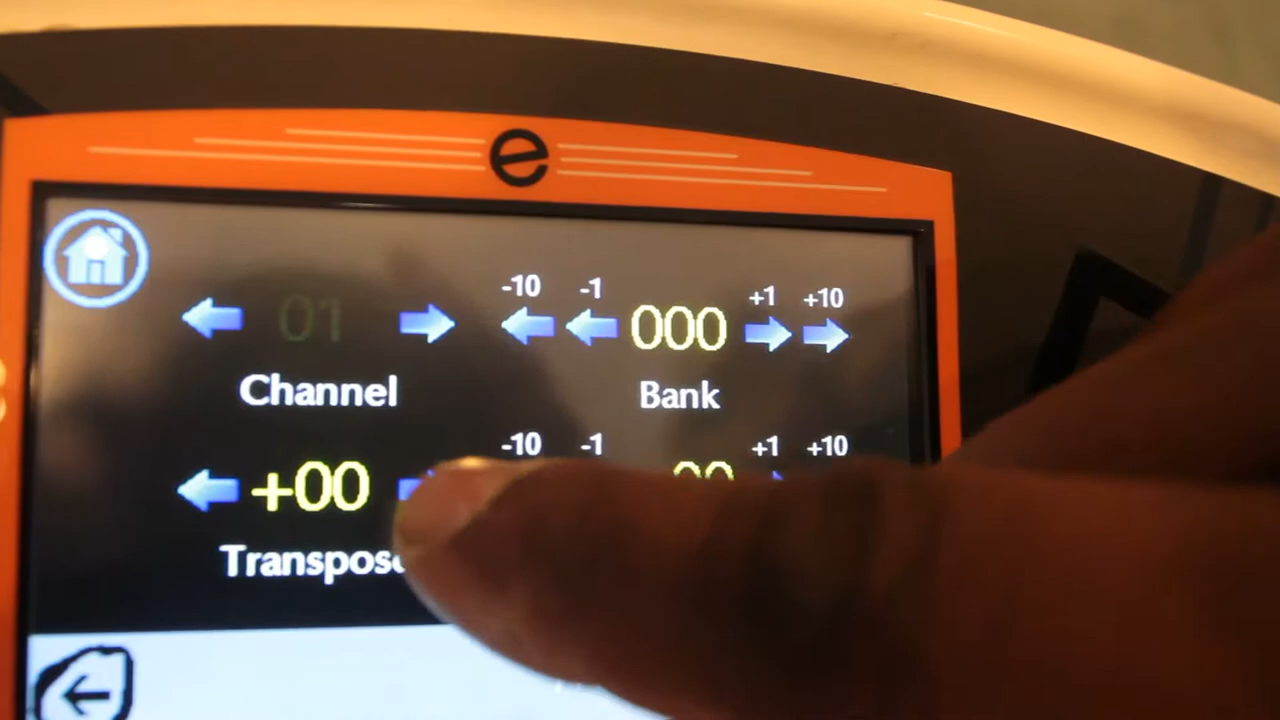 e
01 -10 -1 000 +1 +10
Channel Bank
-10 -1 +1 +10
+00
Transpose